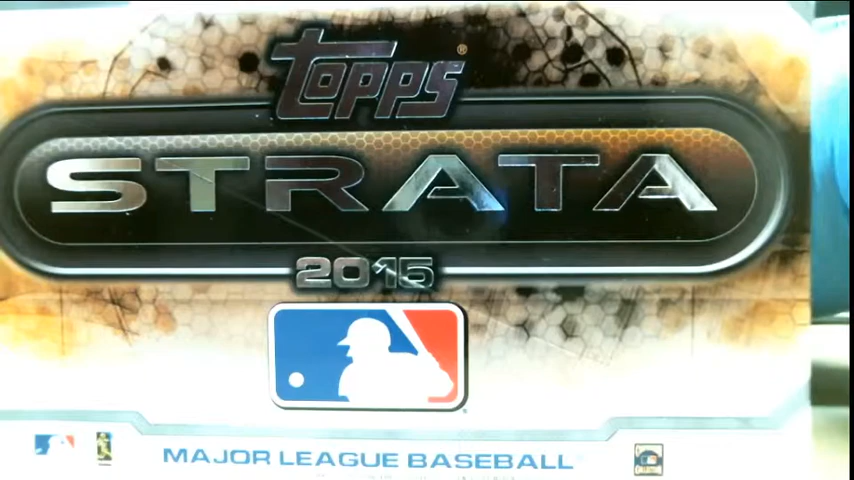 TOPPS®
STRATA
2015
MAJOR LEAGUE BASEBALL